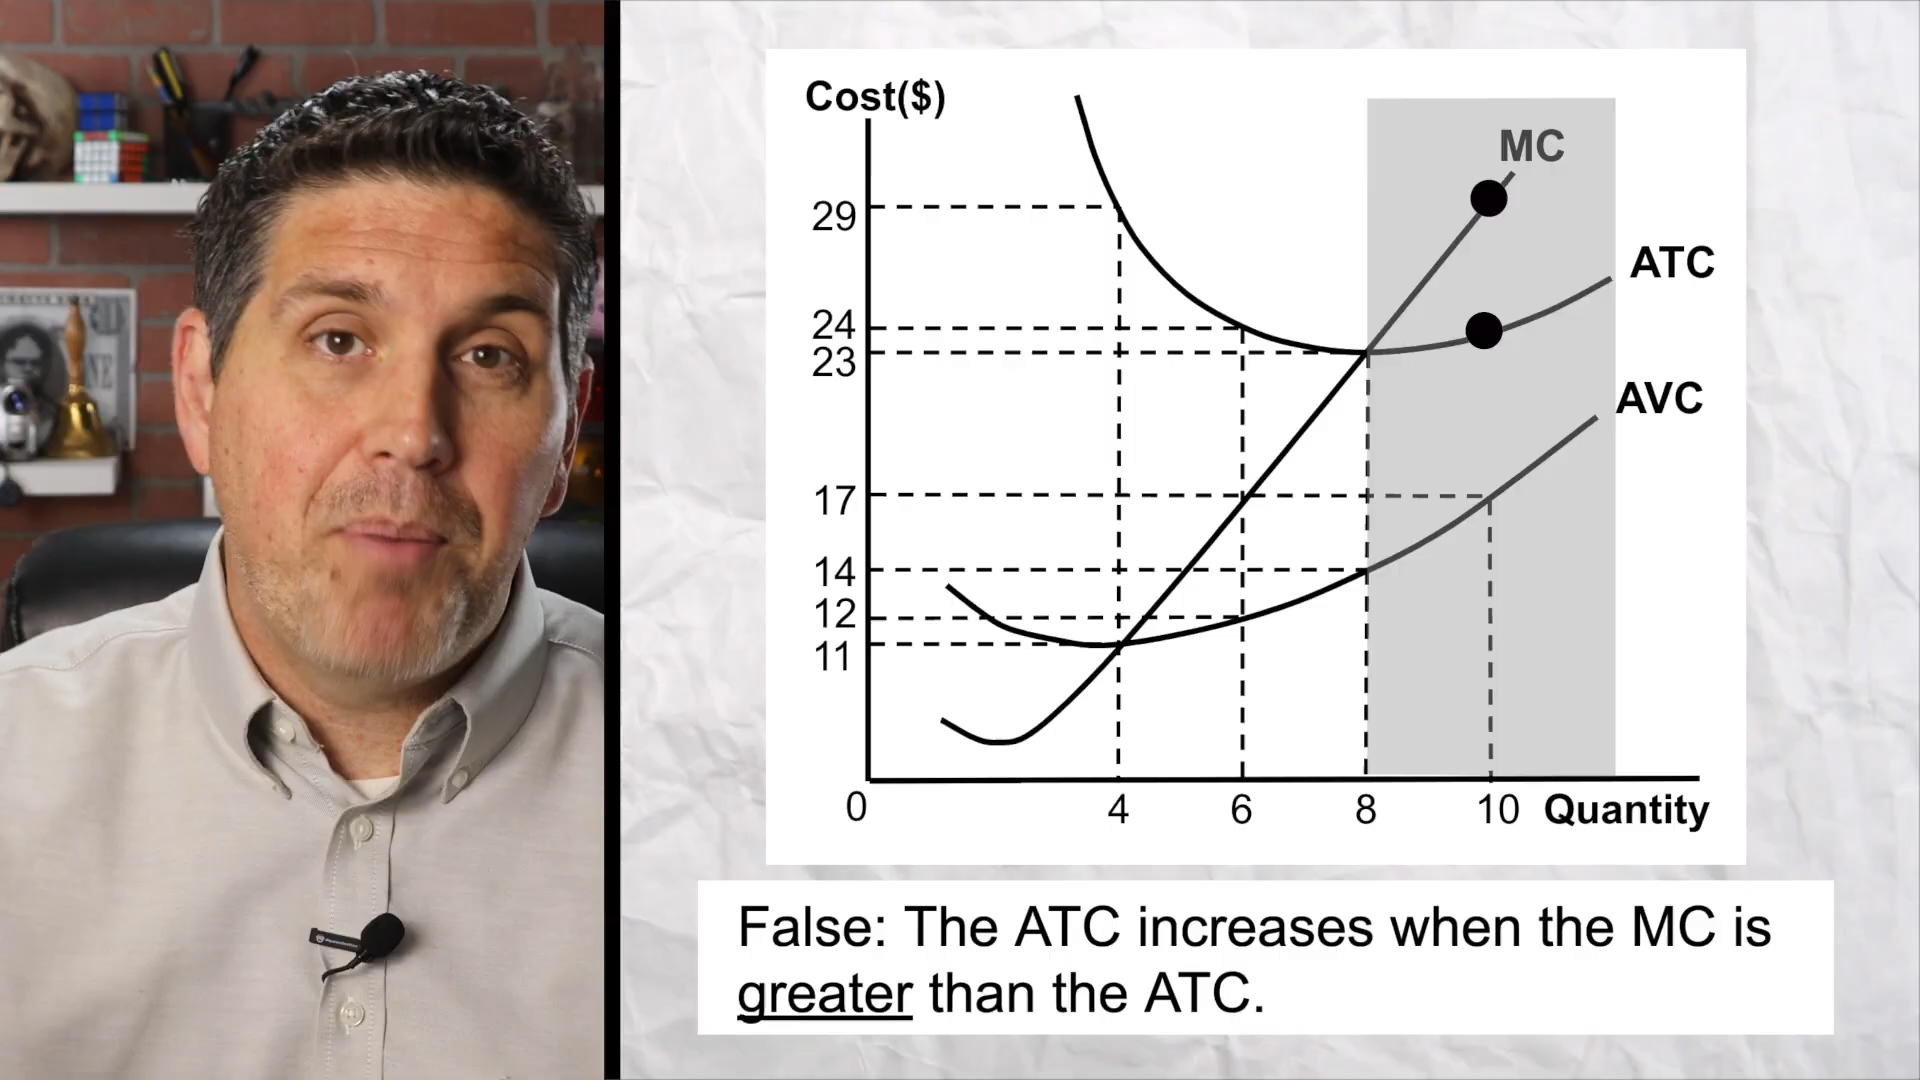 Cost($)
MC
29
ATC
24
23
AVC
17
14
12
11
0 4 6 8 10 Quantity
False: The ATC increases when the MC is
greater than the ATC.